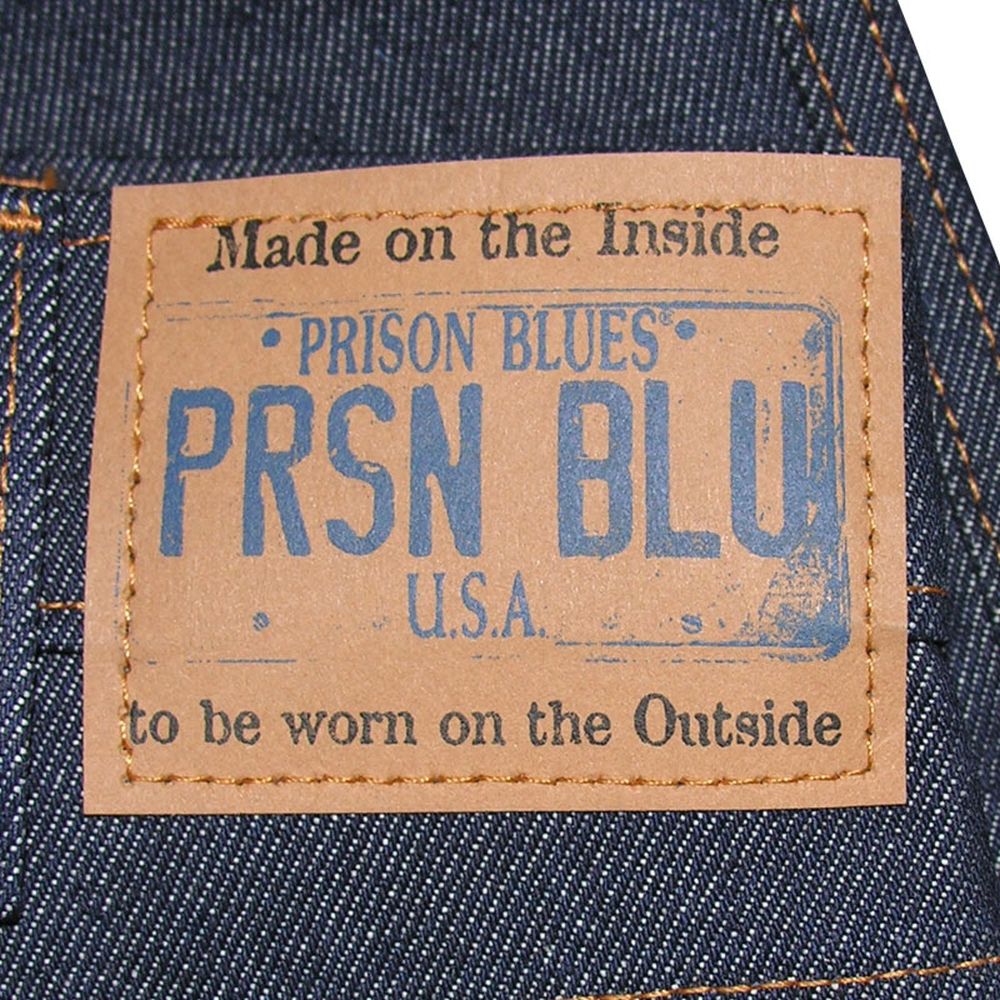 Made on the Inside
• PRISON BLUES® •
PRSN BLU
U.S.A.
to be worn on the Outside